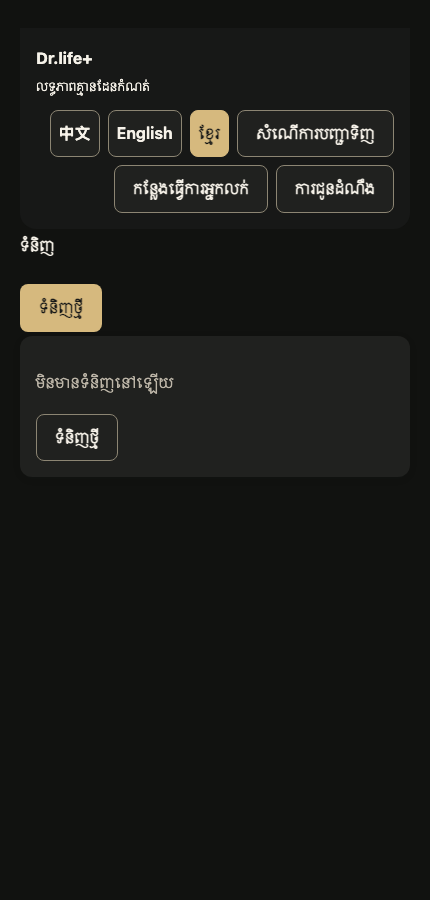 Dr.life+
លទ្ធភាពគ្មានដែនកំណត់
中文 English ខ្មែរ សំណើការបញ្ជាទិញ
កន្លែងធ្វើការអ្នកលក់ ការជូនដំណឹង
ទំនិញ
ទំនិញថ្មី
មិនមានទំនិញនៅឡើយ
ទំនិញថ្មី